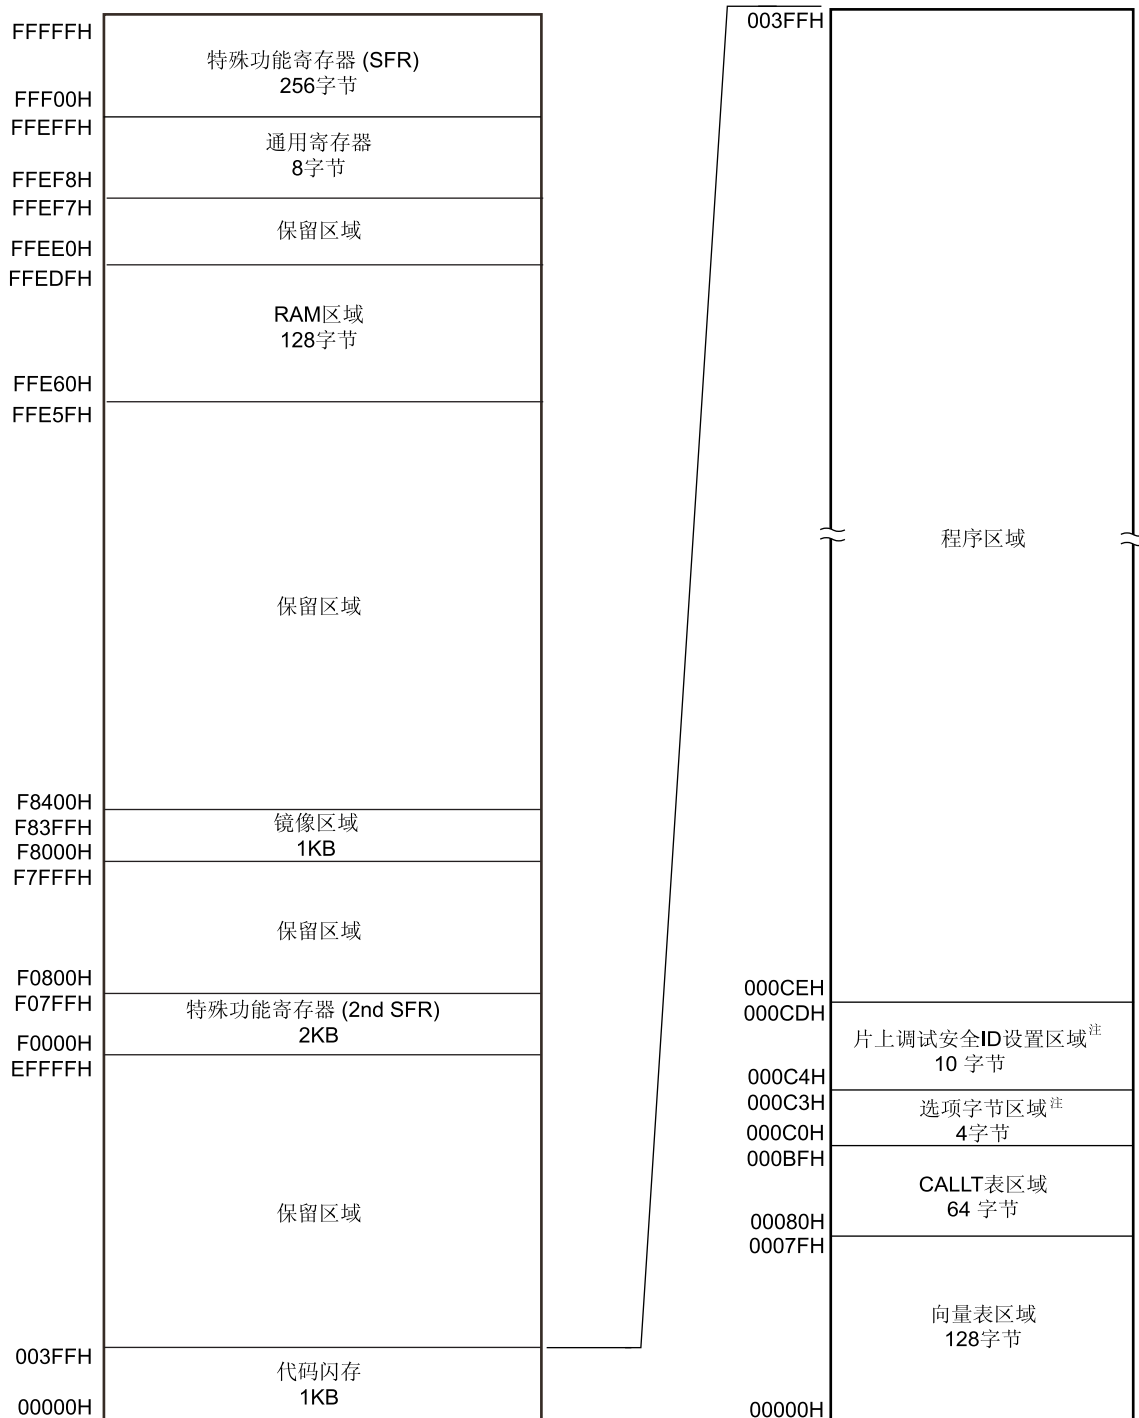 FFFFFH
特殊功能寄存器 (SFR)
256字节
FFF00H
FFEFFH
通用寄存器
8字节
FFEF8H
FFEF7H
保留区域
FFEE0H
FFEDFH
RAM区域
128字节
FFE60H
FFE5FH
保留区域
F8400H
F83FFH
镜像区域
1KB
F8000H
F7FFFH
保留区域
F0800H
F07FFH
特殊功能寄存器 (2nd SFR)
2KB
F0000H
EFFFFH
保留区域
003FFH
代码闪存
1KB
00000H
003FFH
程序区域
000CEH
000CDH
片上调试安全ID设置区域注
10 字节
000C4H
000C3H
选项字节区域注
4字节
000C0H
000BFH
CALLT表区域
64 字节
00080H
0007FH
向量表区域
128字节
00000H